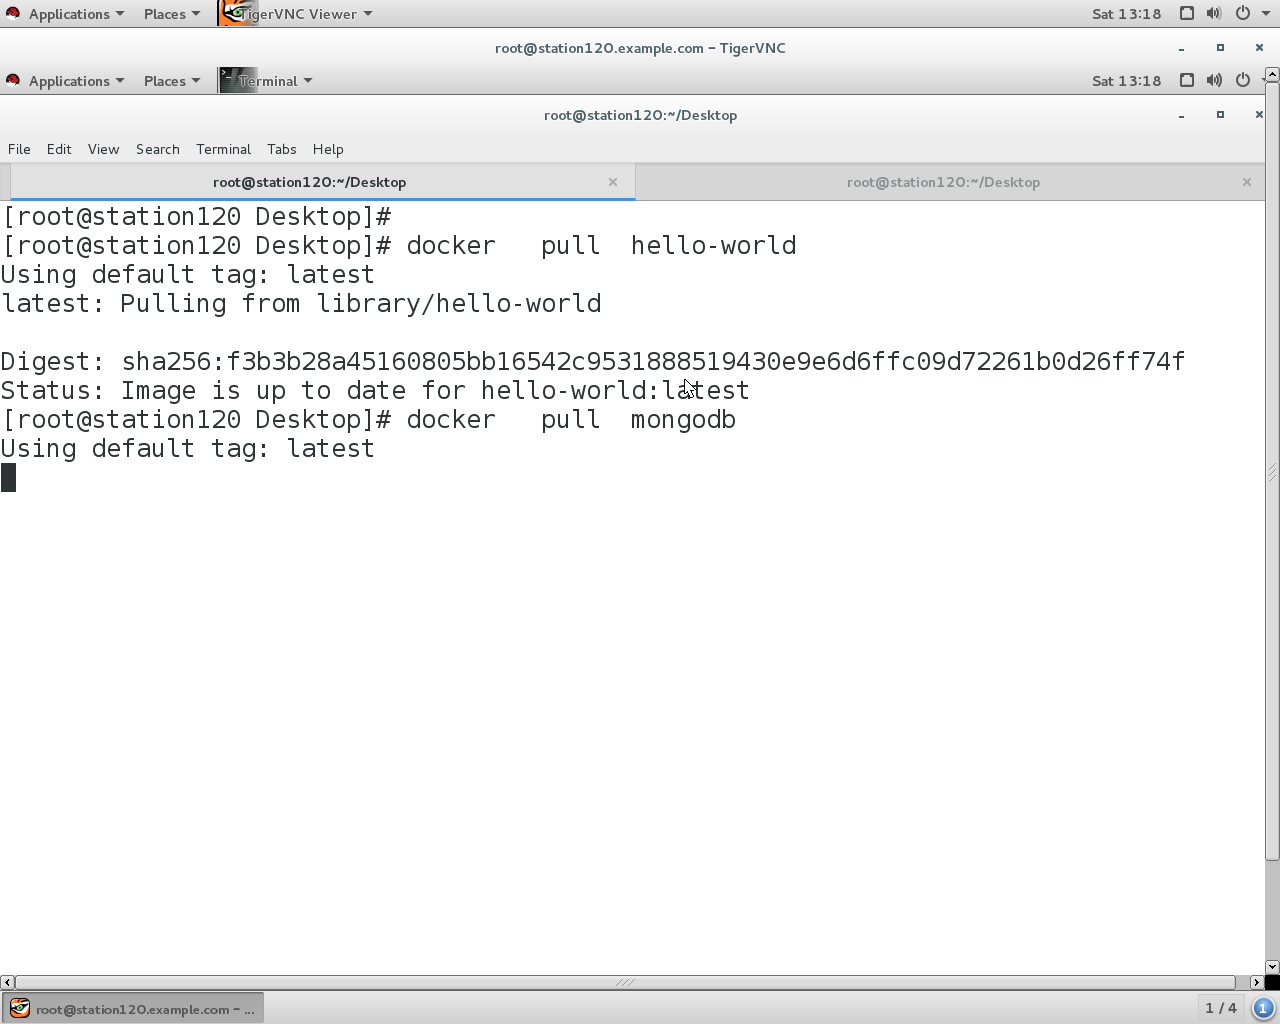 Applications Places TigerVNC Viewer Sat 13:18
root@station120.example.com - TigerVNC
Applications Places Terminal Sat 13:18
root@station120:~/Desktop
File Edit View Search Terminal Tabs Help
root@station120:~/Desktop root@station120:~/Desktop
[root@station120 Desktop]#
[root@station120 Desktop]# docker   pull  hello-world
Using default tag: latest
latest: Pulling from library/hello-world
Digest: sha256:f3b3b28a45160805bb16542c9531888519430e9e6d6ffc09d72261b0d26ff74f
Status: Image is up to date for hello-world:latest
[root@station120 Desktop]# docker   pull  mongodb
Using default tag: latest
root@station120.example.com - ... 1 / 4 1